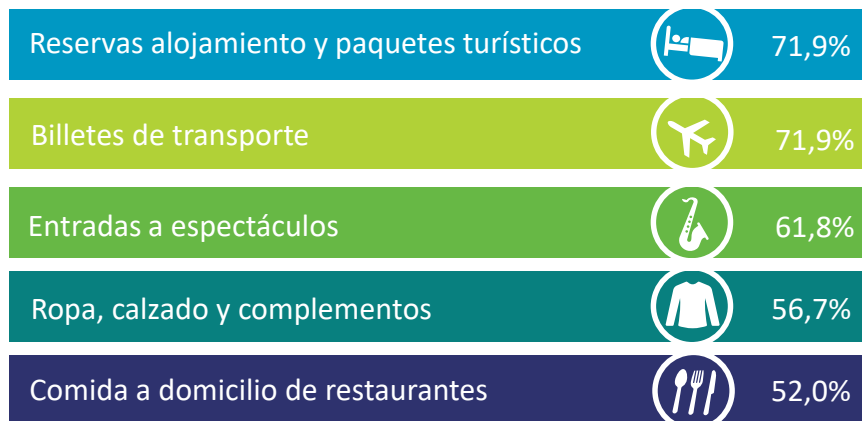 Reservas alojamiento y paquetes turísticos 71,9%
Billetes de transporte 71,9%
Entradas a espectáculos 61,8%
Ropa, calzado y complementos 56,7%
Comida a domicilio de restaurantes 52,0%